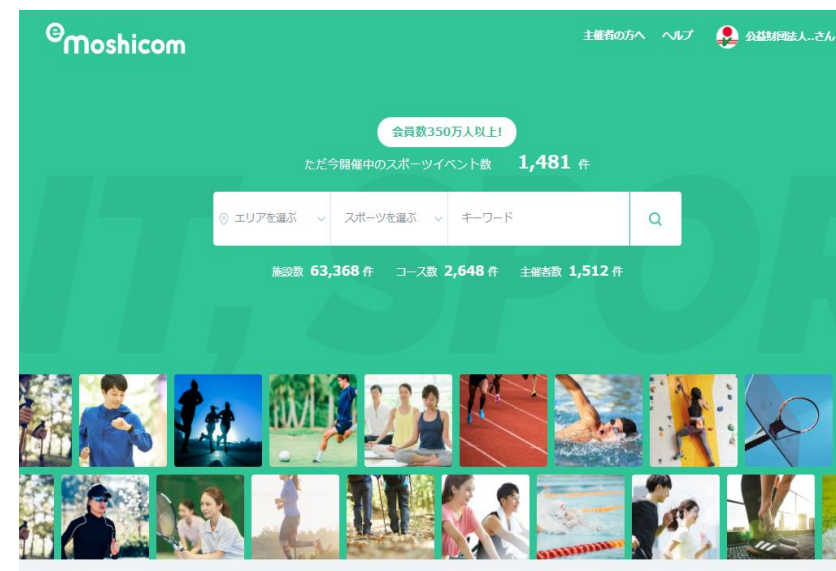 e moshicom
主催者の方へ ヘルプ 公益財団法人...さん
会員数350万人以上!
ただ今開催中のスポーツイベント数 1,481 件
エリアを選ぶ スポーツを選ぶ キーワード
施設数 63,368 件 コース数 2,648 件 主催者数 1,512 件
IT, SPOR